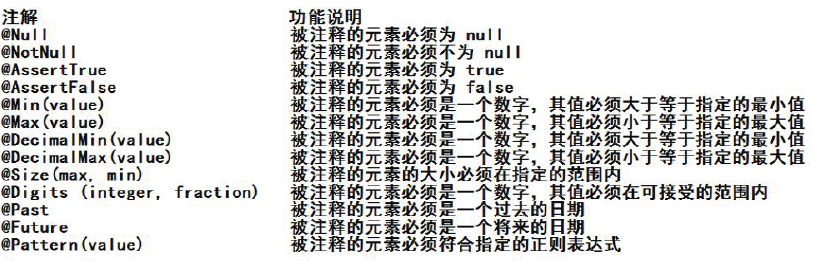 注解 功能说明
@Null 被注释的元素必须为 null
@NotNull 被注释的元素必须不为 null
@AssertTrue 被注释的元素必须为 true
@AssertFalse 被注释的元素必须为 false
@Min(value) 被注释的元素必须是一个数字，其值必须大于等于指定的最小值
@Max(value) 被注释的元素必须是一个数字，其值必须小于等于指定的最大值
@DecimalMin(value) 被注释的元素必须是一个数字，其值必须大于等于指定的最小值
@DecimalMax(value) 被注释的元素必须是一个数字，其值必须小于等于指定的最大值
@Size(max, min) 被注释的元素的大小必须在指定的范围内
@Digits (integer, fraction) 被注释的元素必须是一个数字，其值必须在可接受的范围内
@Past 被注释的元素必须是一个过去的日期
@Future 被注释的元素必须是一个将来的日期
@Pattern(value) 被注释的元素必须符合指定的正则表达式